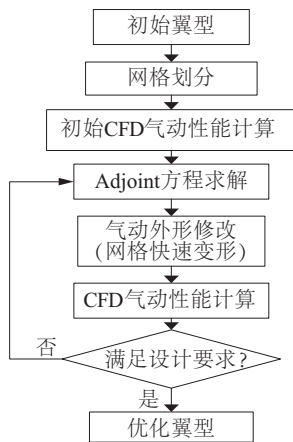 初始翼型
网格划分
初始CFD气动性能计算
Adjoint方程求解
气动外形修改
(网格快速变形)
CFD气动性能计算
否
满足设计要求?
是
优化翼型